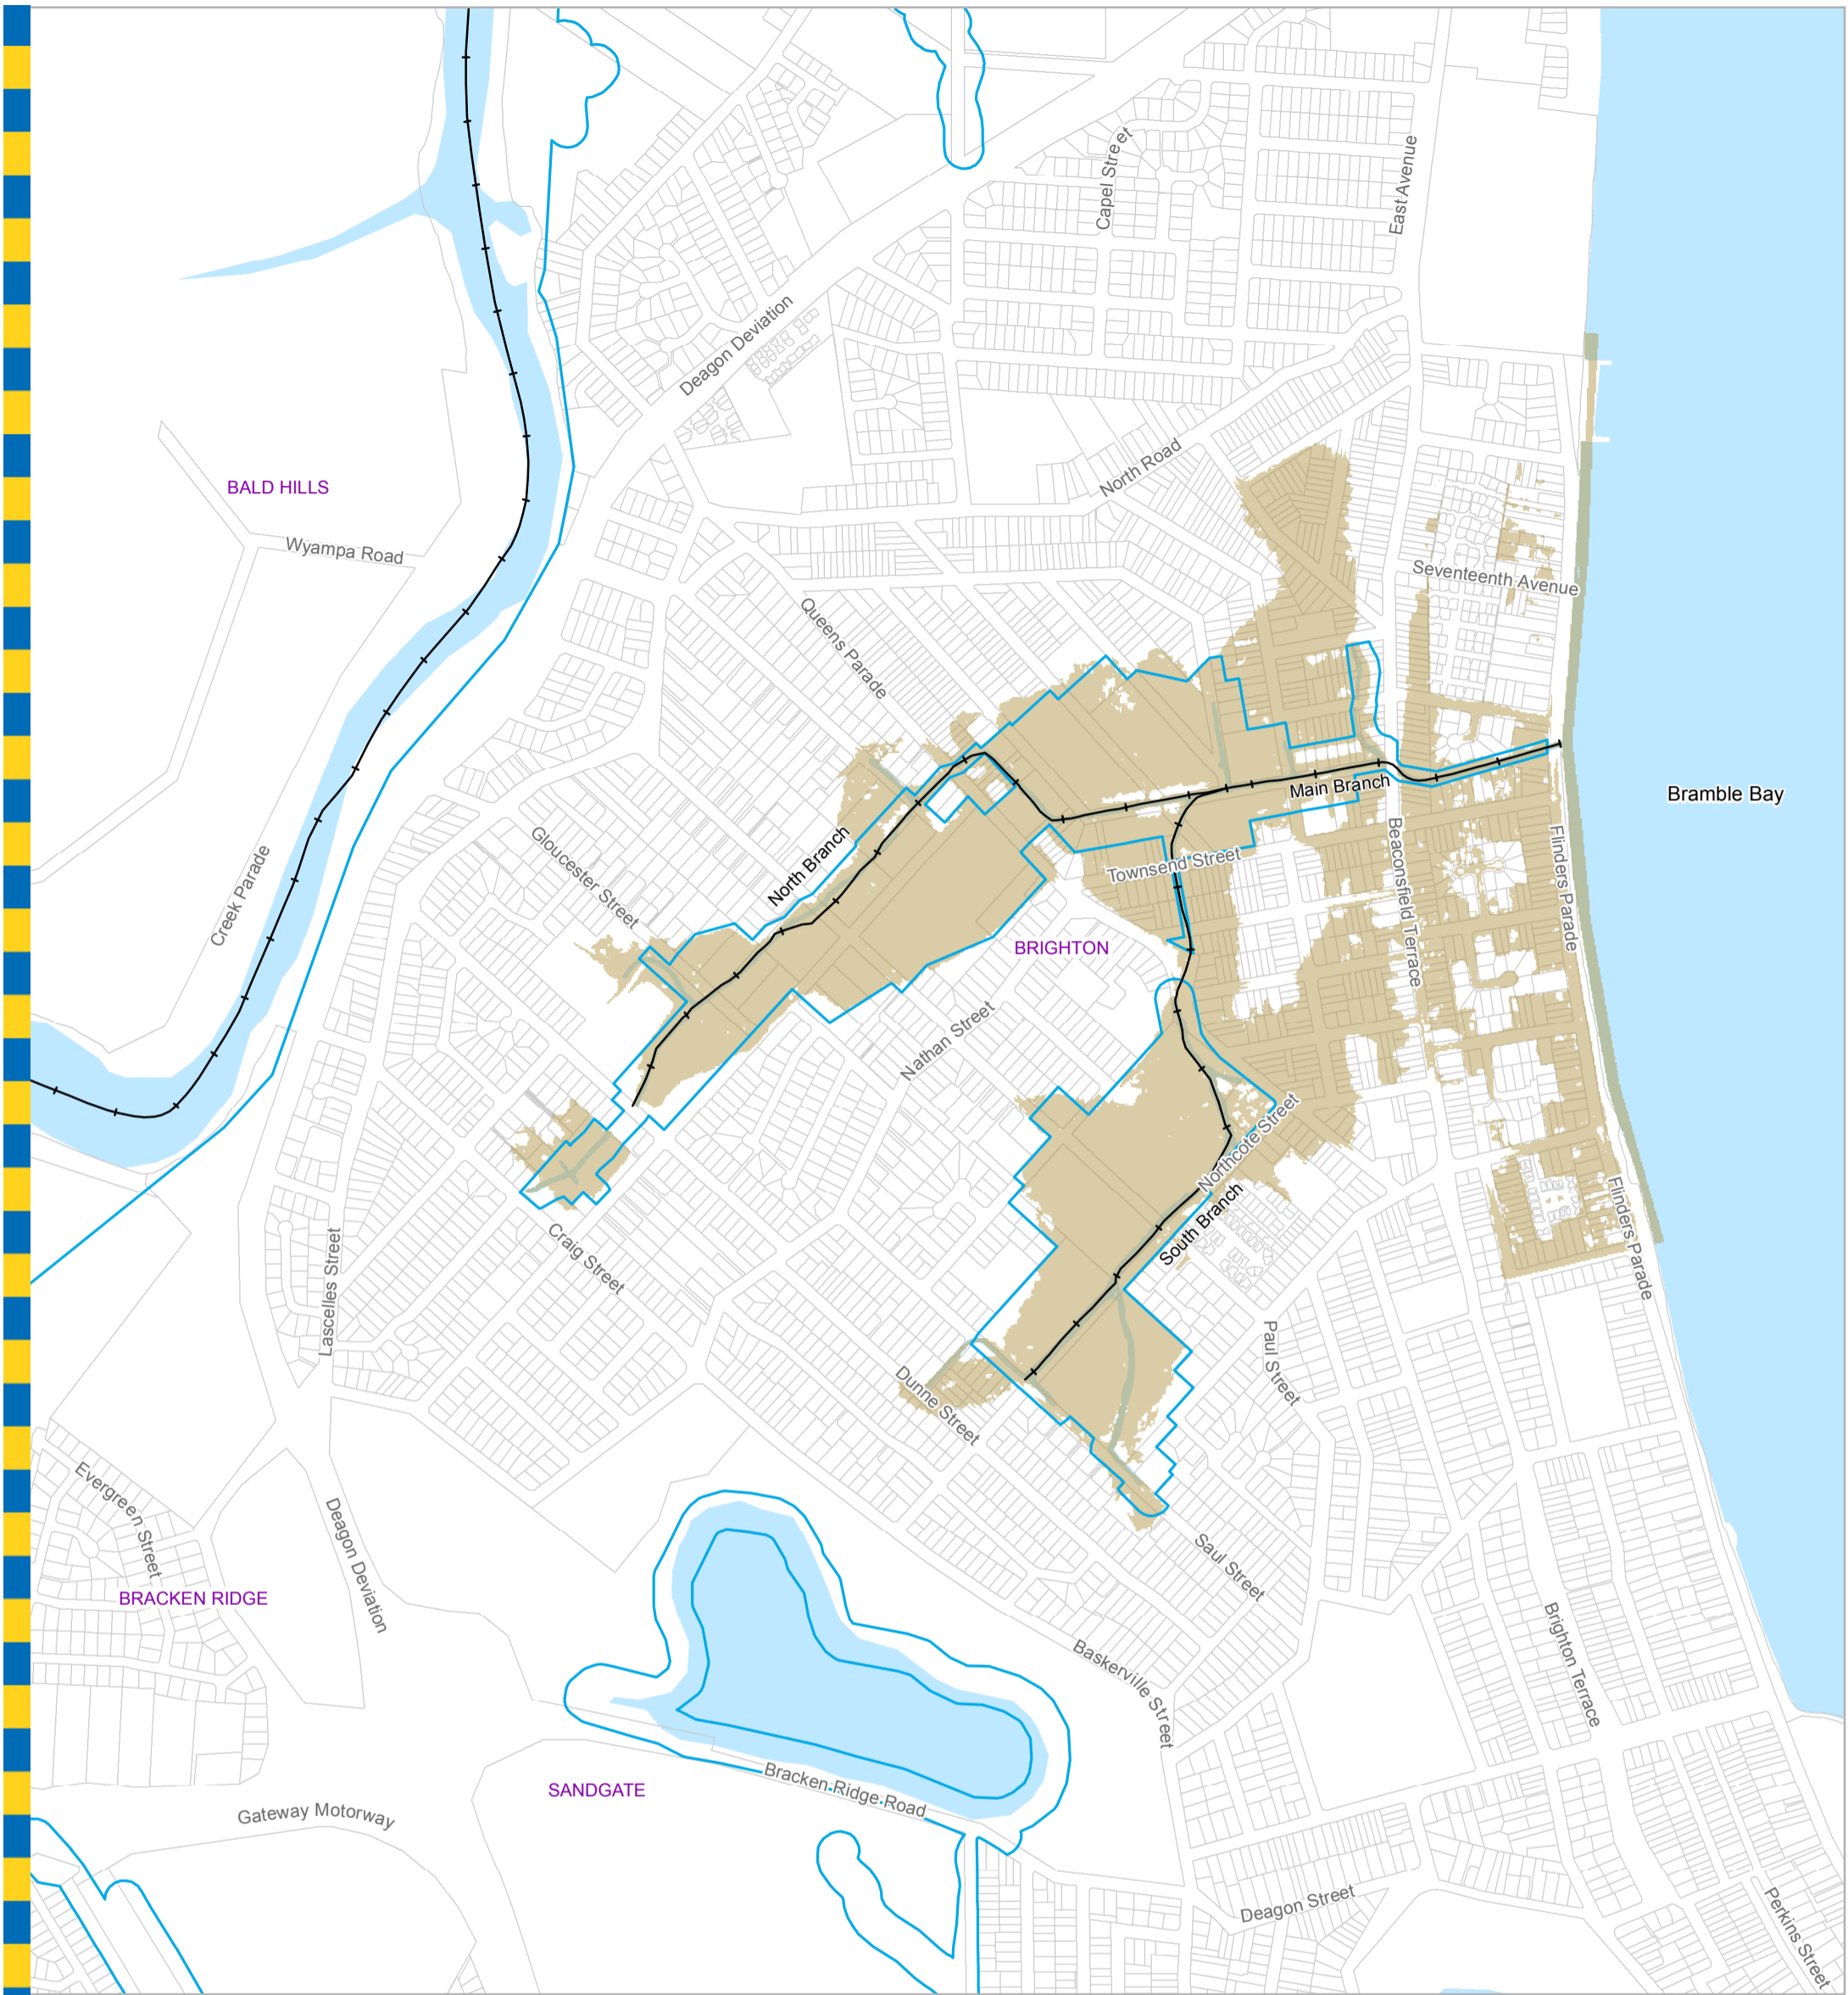 Capel Street
East Avenue
Deagon Deviation
North Road
BALD HILLS
Wyampa Road
Seventeenth Avenue
Queens Parade
Main Branch
Bramble Bay
Gloucester Street
North Branch
Townsend Street
Beaconsfield Terrace
Flinders Parade
Creek Parade
BRIGHTON
Nathan Street
Northcote Street
South Branch
Flinders Parade
Craig Street
Lascelles Street
Paul Street
Dunne Street
Evergreen Street
Deagon Deviation
Saul Street
BRACKEN RIDGE
Brighton Terrace
Baskerville Street
SANDGATE
Bracken Ridge Road
Gateway Motorway
Deagon Street
Perkins Street